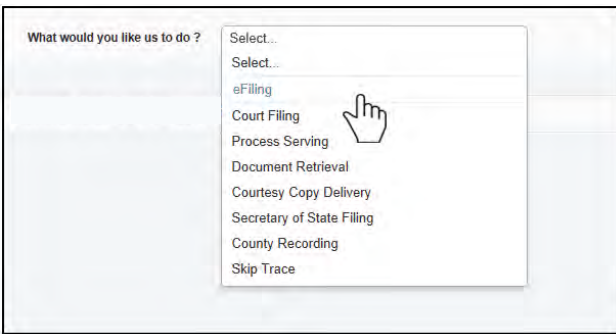 What would you like us to do ? Select...
Select...
eFiling
Court Filing
Process Serving
Document Retrieval
Courtesy Copy Delivery
Secretary of State Filing
County Recording
Skip Trace